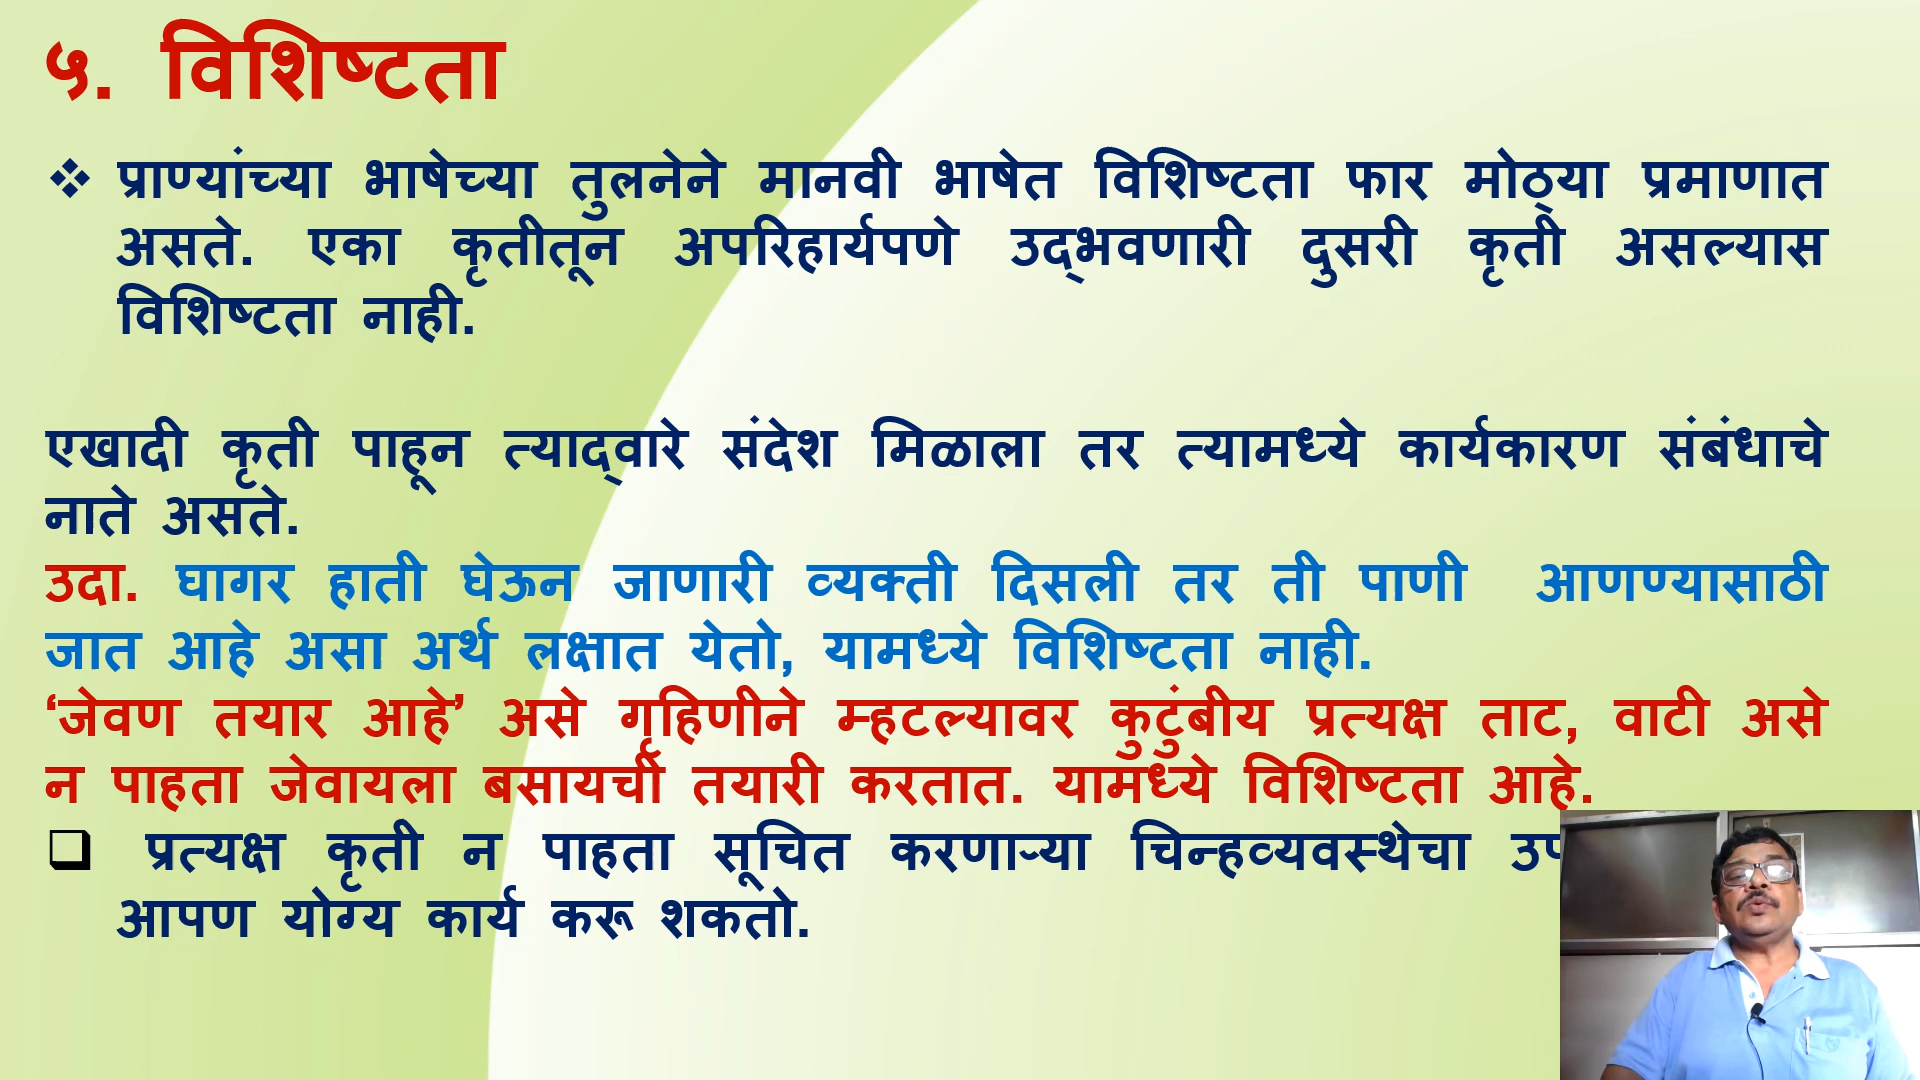 ५. विशिष्टता
प्राण्यांच्या भाषेच्या तुलनेने मानवी भाषेत विशिष्टता फार मोठ्या प्रमाणात
असते. एका कृतीतून अपरिहार्यपणे उद्भवणारी दुसरी कृती असल्यास
विशिष्टता नाही.
एखादी कृती पाहून त्याद्वारे संदेश मिळाला तर त्यामध्ये कार्यकारण संबंधाचे
नाते असते.
उदा. घागर हाती घेऊन जाणारी व्यक्ती दिसली तर ती पाणी आणण्यासाठी
जात आहे असा अर्थ लक्षात येतो, यामध्ये विशिष्टता नाही.
‘जेवण तयार आहे’ असे गृहिणीने म्हटल्यावर कुटुंबीय प्रत्यक्ष ताट, वाटी असे
न पाहता जेवायला बसायची तयारी करतात. यामध्ये विशिष्टता आहे.
प्रत्यक्ष कृती न पाहता सूचित करणाऱ्या चिन्हव्यवस्थेचा
आपण योग्य कार्य करू शकतो.